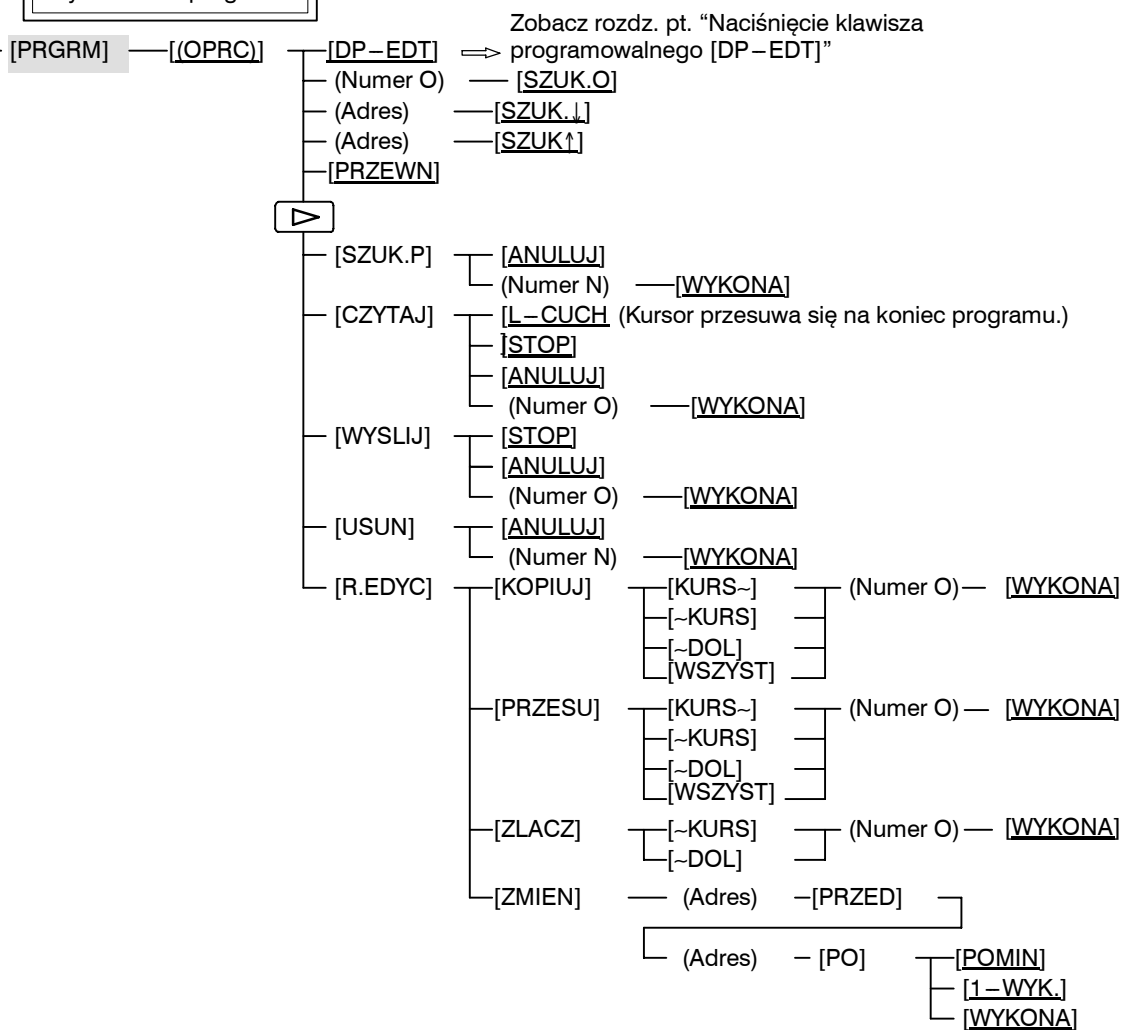 Zobacz rozdz. pt. “Naciśnięcie klawisza
[PRGRM] [(OPRC)] [DP−EDT] programowalnego [DP−EDT]”
(Numer O) [SZUK.O]
(Adres) [SZUK.↓]
(Adres) [SZUK↑]
[PRZEWN]
[SZUK.P] [ANULUJ]
(Numer N) [WYKONA]
[CZYTAJ] [L−CUCH (Kursor przesuwa się na koniec programu.)
][STOP]
[ANULUJ]
(Numer O) [WYKONA]
[WYSLIJ] [STOP]
[ANULUJ]
(Numer O) [WYKONA]
[USUN] [ANULUJ]
(Numer N) [WYKONA]
[R.EDYC] [KOPIUJ] [KURS~] (Numer O) [WYKONA]
[~KURS]
[~DOL]
[WSZYST]
[PRZESU] [KURS~] (Numer O) [WYKONA]
[~KURS]
[~DOL]
[WSZYST]
[ZLACZ] [~KURS] (Numer O) [WYKONA]
[~DOL]
[ZMIEN] (Adres) [PRZED]
(Adres) [PO] [POMIN]
[1−WYK.]
[WYKONA]